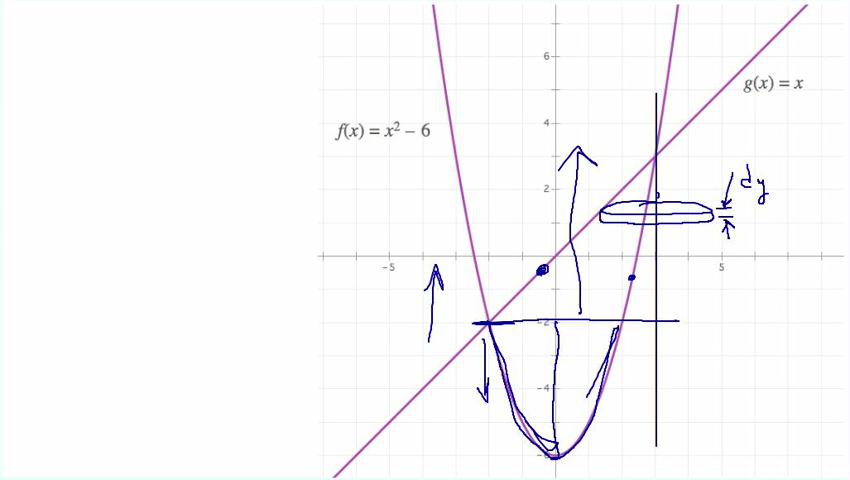 6
g(x) = x
f(x) = x² – 6
4
dy
2
-5
5
-2
-4